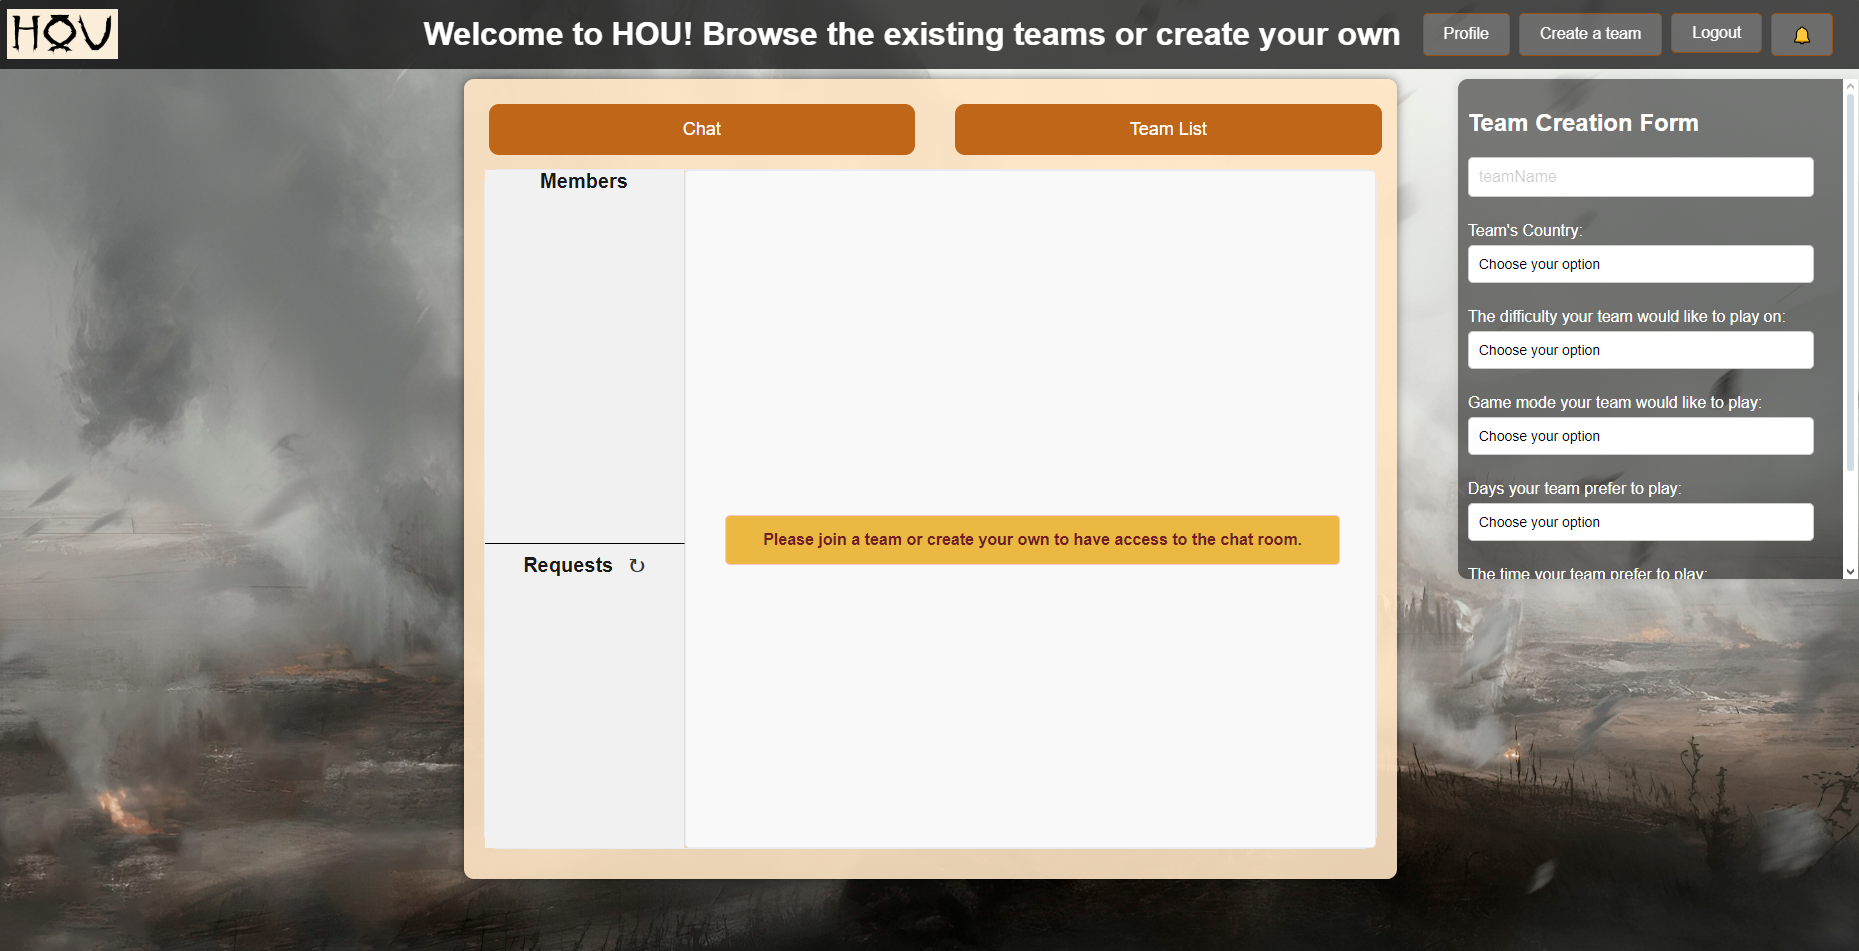 HOU
Welcome to HOU! Browse the existing teams or create your own
Profile
Create a team
Logout
Chat
Team List
Members
Requests ↻
Please join a team or create your own to have access to the chat room.
Team Creation Form
teamName
Team's Country:
Choose your option
The difficulty your team would like to play on:
Choose your option
Game mode your team would like to play:
Choose your option
Days your team prefer to play:
Choose your option
The time your team prefer to play: